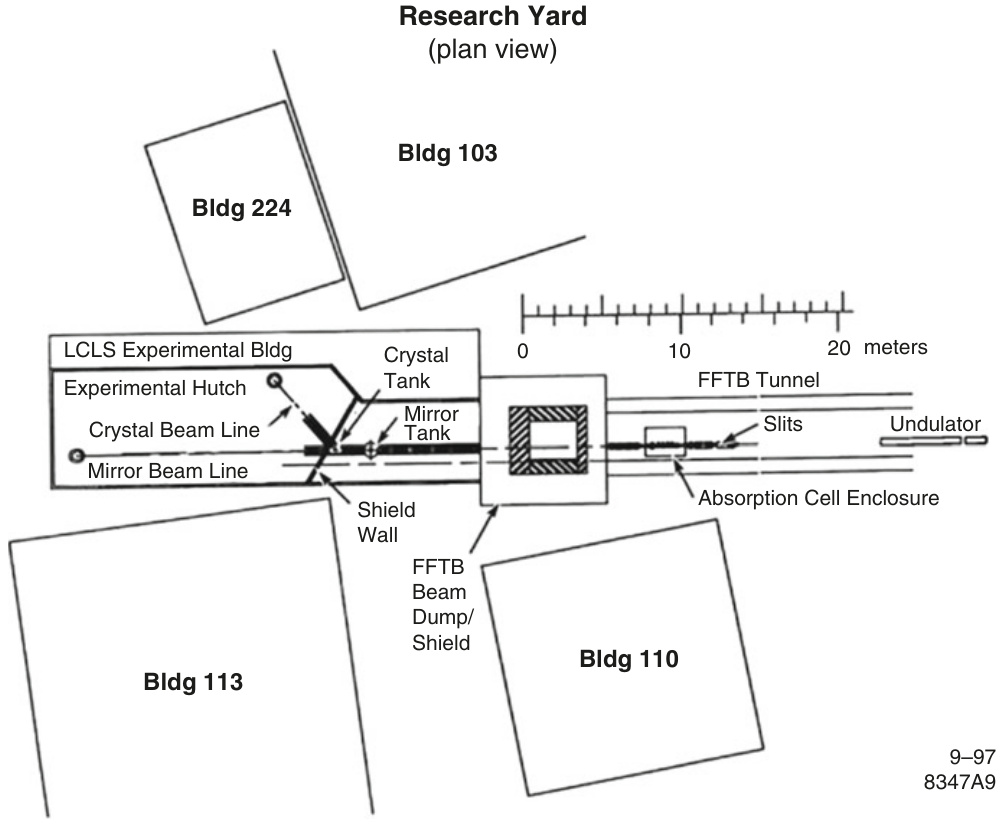 Research Yard
(plan view)
Bldg 103
Bldg 224
0 10 20 meters
LCLS Experimental Bldg
Crystal
Tank
Experimental Hutch
FFTB Tunnel
Mirror
Tank
Slits
Undulator
Crystal Beam Line
Mirror Beam Line
Absorption Cell Enclosure
Shield
Wall
FFTB
Beam
Dump/
Shield
Bldg 110
Bldg 113
9–97
8347A9